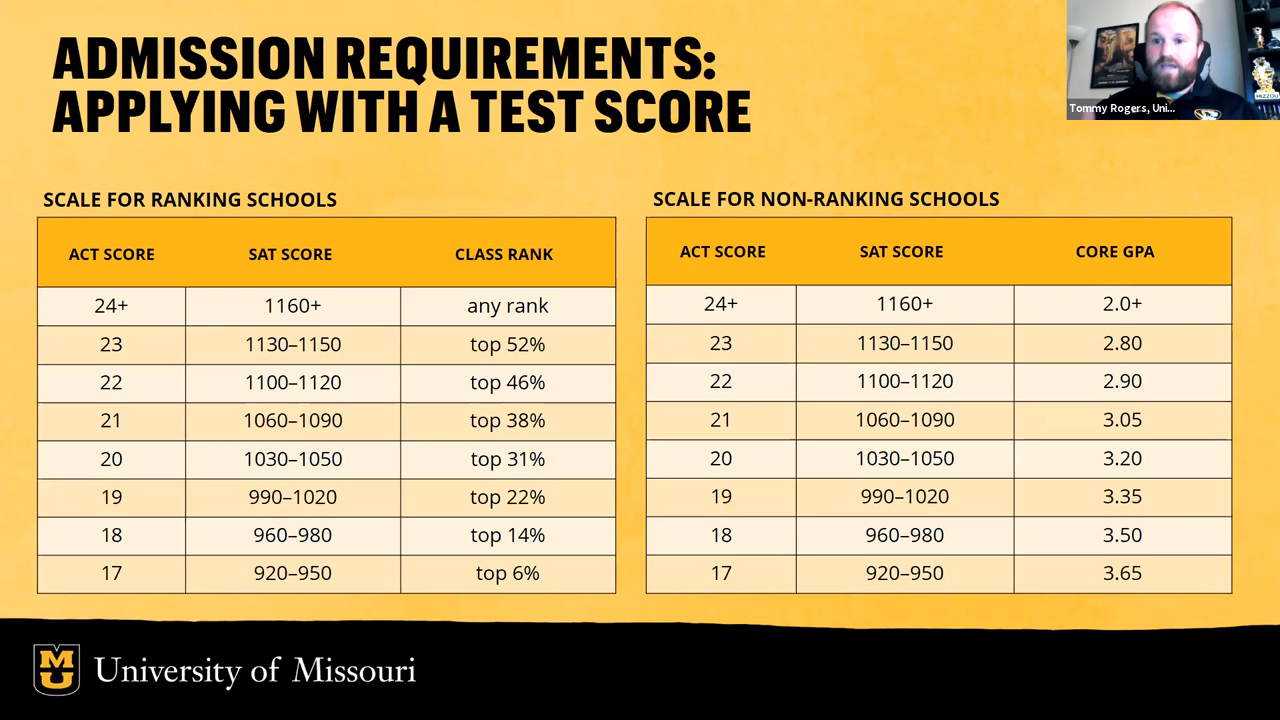 ADMISSION REQUIREMENTS:
APPLYING WITH A TEST SCORE
Tommy Rogers, Uni...
MIZZOU
SCALE FOR RANKING SCHOOLS
ACT SCORE SAT SCORE CLASS RANK
24+ 1160+ any rank
23 1130–1150 top 52%
22 1100–1120 top 46%
21 1060–1090 top 38%
20 1030–1050 top 31%
19 990–1020 top 22%
18 960–980 top 14%
17 920–950 top 6%
SCALE FOR NON-RANKING SCHOOLS
ACT SCORE SAT SCORE CORE GPA
24+ 1160+ 2.0+
23 1130–1150 2.80
22 1100–1120 2.90
21 1060–1090 3.05
20 1030–1050 3.20
19 990–1020 3.35
18 960–980 3.50
17 920–950 3.65
MU University of Missouri